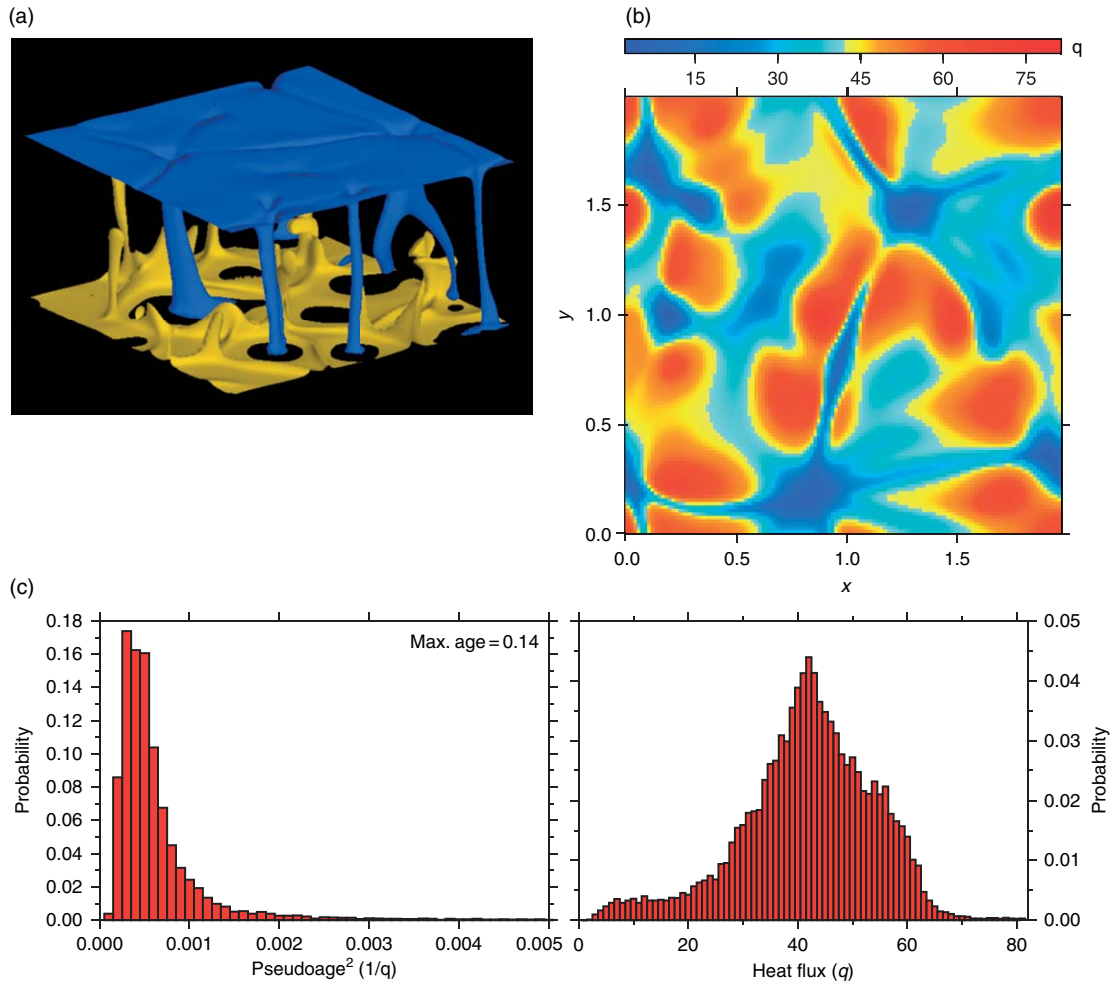 (a)
(b)
q
15 30 45 60 75
1.5
1.0
0.5
0.0
y
0.0 0.5 1.0 1.5
x
(c)
0.18
0.16
0.14
0.12
0.10
0.08
0.06
0.04
0.02
0.00
Probability
Max. age = 0.14
0.000 0.001 0.002 0.003 0.004 0.005
Pseudoage² (1/q)
0.05
0.04
0.03
0.02
0.01
0.00
Probability
0 20 40 60 80
Heat flux (q)